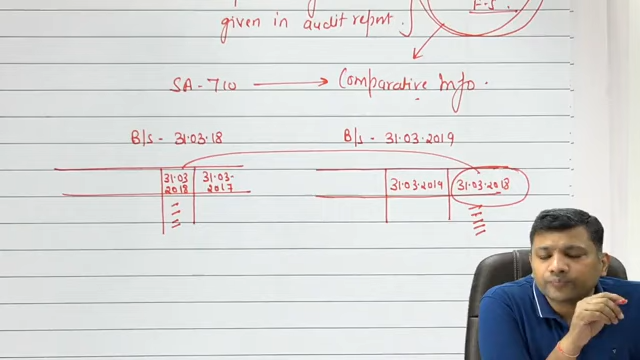 given in audit report.
F.S.
SA-710 → Comparative Info.
B/s - 31.03.18
B/s - 31.03.2019
31.03 2018
31.03- 2017
31.03.2019
31.03.2018